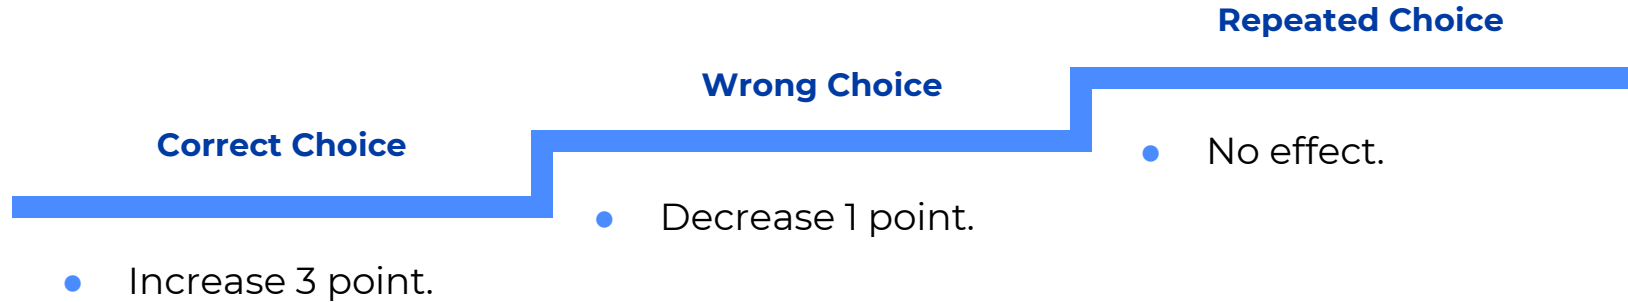 Correct Choice
Increase 3 point.
Wrong Choice
Decrease 1 point.
Repeated Choice
No effect.